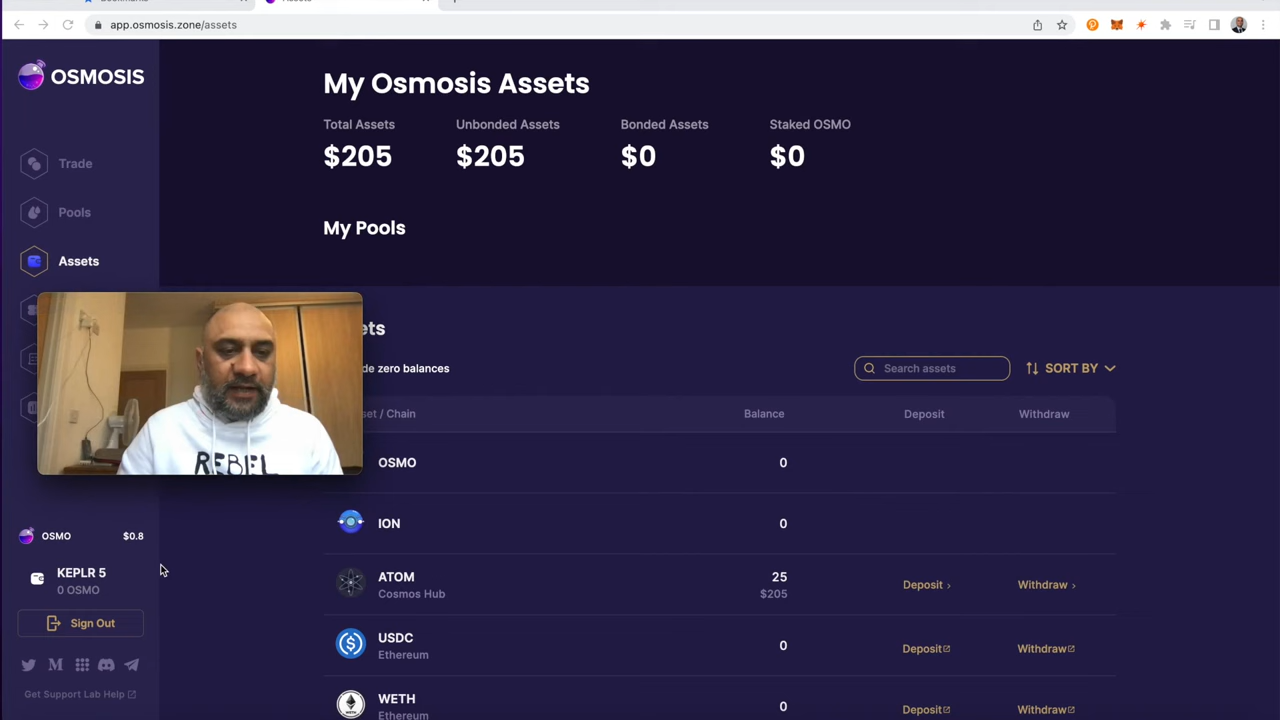 app.osmosis.zone/assets
OSMOSIS
Trade
Pools
Assets
My Osmosis Assets
Total Assets
Unbonded Assets
Bonded Assets
Staked OSMO
$205
$205
$0
$0
My Pools
ets
de zero balances
Search assets
SORT BY
et / Chain
Balance
Deposit
Withdraw
OSMO
0
ION
0
ATOM
Cosmos Hub
25
$205
Deposit ›
Withdraw ›
USDC
Ethereum
0
Deposit
Withdraw
WETH
Ethereum
0
Deposit
Withdraw
REBEL
OSMO
$0.8
KEPLR 5
0 OSMO
Sign Out
Get Support Lab Help